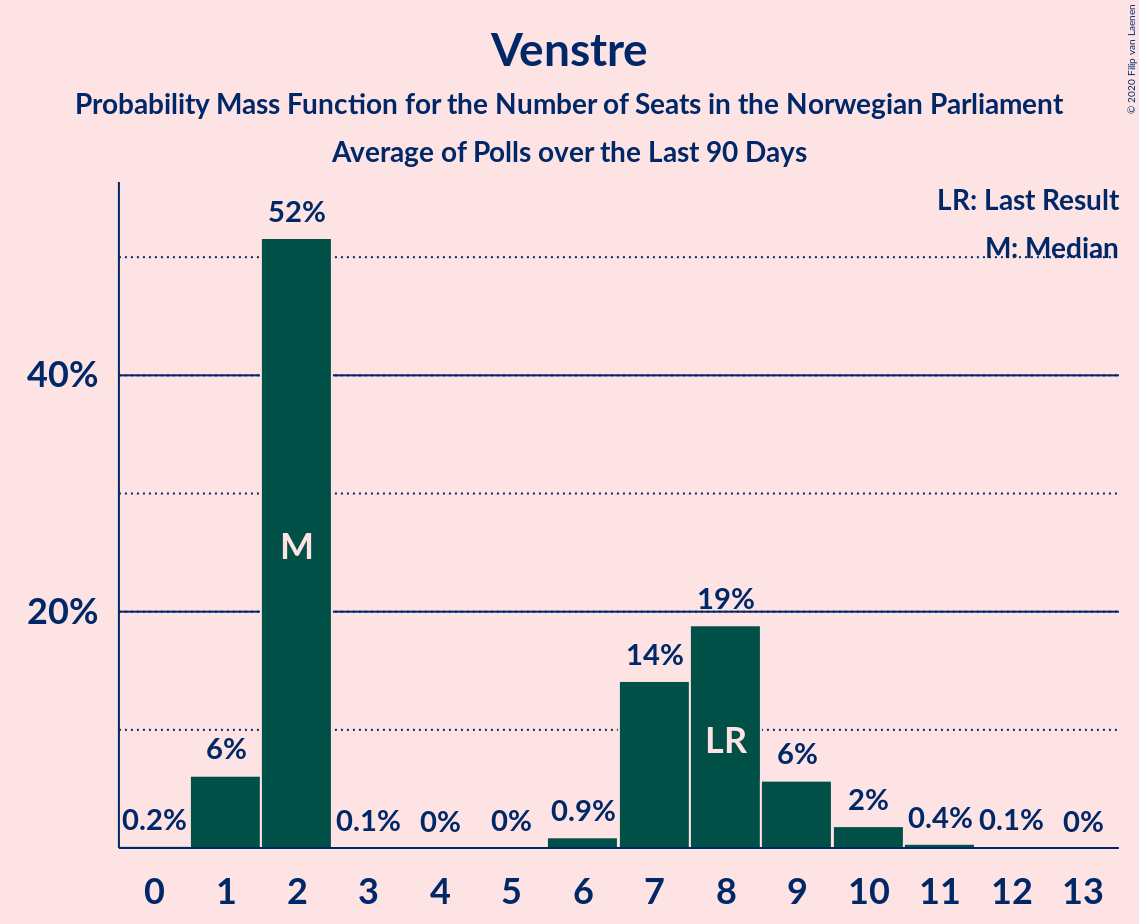 Venstre
Probability Mass Function for the Number of Seats in the Norwegian Parliament
Average of Polls over the Last 90 Days
© 2020 Filip van Laenen
LR: Last Result
M: Median
52%
40%
M
20%
19%
14%
LR
6%
6%
2%
0.2%
0.1%
0%
0%
0.9%
0.4%
0.1%
0%
0 1 2 3 4 5 6 7 8 9 10 11 12 13